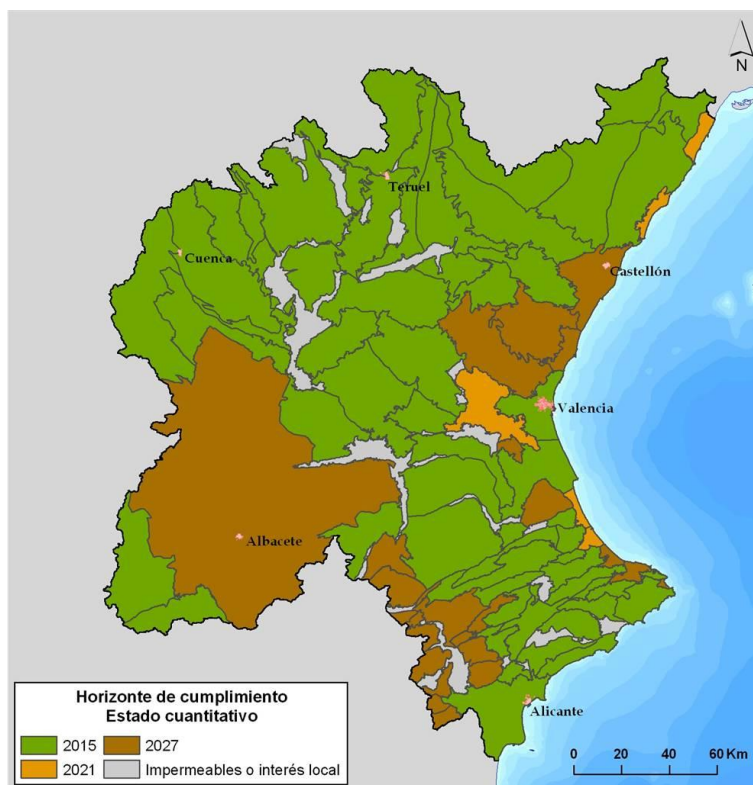 N
Teruel
Cuenca
Castellón
Valencia
Albacete
Alicante
Horizonte de cumplimiento
Estado cuantitativo
2015
2027
2021
Impermeables o interés local
0 20 40 60 Km